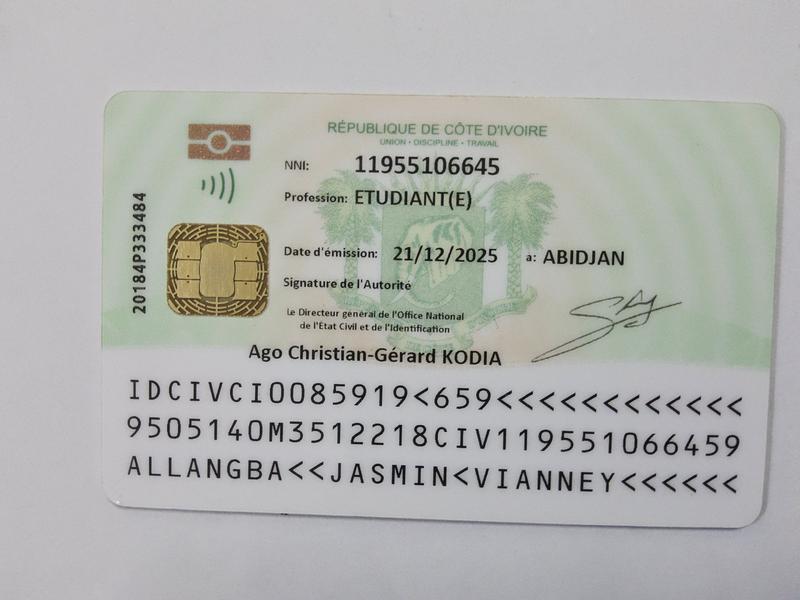 RÉPUBLIQUE DE CÔTE D'IVOIRE
UNION • DISCIPLINE • TRAVAIL
NNI: 11955106645
Profession: ETUDIANT(E)
20184P333484
Date d'émission: 21/12/2025 a: ABIDJAN
Signature de l'Autorité
Le Directeur général de l'Office National
de l'Etat Civil et de l'Identification
Ago Christian-Gérard KODIA
IDCIVCI0085919<659<<<<<<<<<<<<
9505140M3512218CIV119551066459
ALLANGBA<<JASMIN<VIANNEY<<<<<<